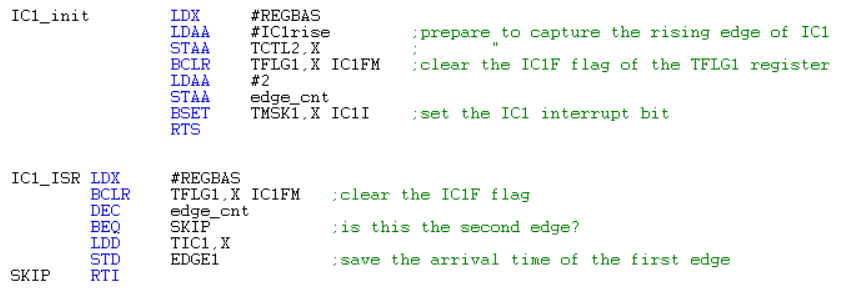 IC1_init LDX #REGBAS
LDAA #IC1rise ;prepare to capture the rising edge of IC1
STAA TCTL2,X ; "
BCLR TFLG1,X IC1FM ;clear the IC1F flag of the TFLG1 register
LDAA #2
STAA edge_cnt
BSET TMSK1,X IC1I ;set the IC1 interrupt bit
RTS
IC1_ISR LDX #REGBAS
BCLR TFLG1,X IC1FM ;clear the IC1F flag
DEC edge_cnt
BEQ SKIP ;is this the second edge?
LDD TIC1,X
STD EDGE1 ;save the arrival time of the first edge
SKIP RTI